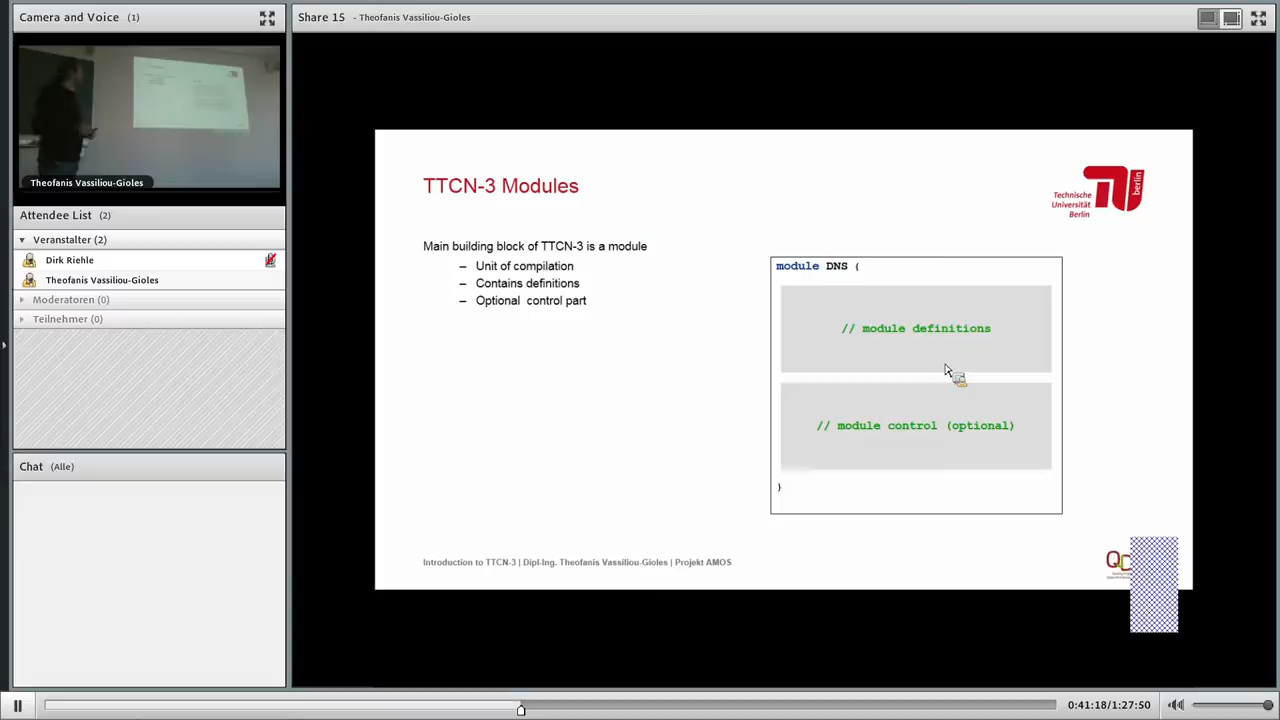 Camera and Voice (1)
Theofanis Vassiliou-Gioles
Attendee List (2)
Veranstalter (2)
Dirk Riehle
Theofanis Vassiliou-Gioles
Moderatoren (0)
Teilnehmer (0)
Chat (Alle)
Share 15 - Theofanis Vassiliou-Gioles
TTCN-3 Modules
Technische
Universität
Berlin
berlin
Main building block of TTCN-3 is a module
– Unit of compilation
– Contains definitions
– Optional control part
module DNS {
// module definitions
// module control (optional)
}
Introduction to TTCN-3 | Dipl-Ing. Theofanis Vassiliou-Gioles | Projekt AMOS
0:41:18/1:27:50